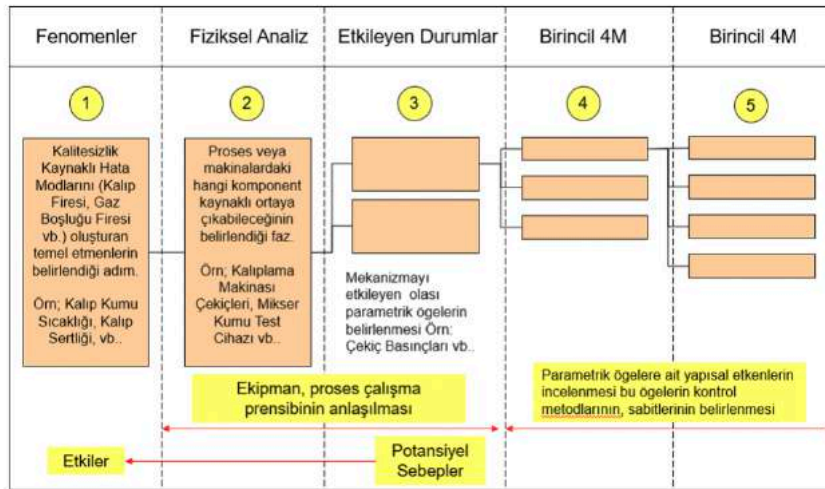 Fenomenler
Fiziksel Analiz
Etkileyen Durumlar
Birincil 4M
Birincil 4M
1
2
3
4
5
Kalitesizlik
Kaynaklı Hata
Modlarını (Kalıp
Firesi, Gaz
Boşluğu Firesi
vb.) oluşturan
temel etmenlerin
belirlendiği adım.
Örn; Kalıp Kumu
Sıcaklığı, Kalıp
Sertliği, vb..
Proses veya
makinalardaki
hangi komponent
kaynaklı ortaya
çıkabileceğinin
belirlendiği faz.
Örn; Kalıplama
Makinası
Çekiçleri, Mikser
Kumu Test
Cihazı vb..
Mekanizmayı
etkileyen olası
parametrik ögelerin
belirlenmesi Örn:
Çekiç Basınçları vb..
Ekipman, proses çalışma
prensibinin anlaşılması
Parametrik ögelere ait yapısal etkenlerin
incelenmesi bu ögelerin kontrol
metodlarının, sabitlerinin belirlenmesi
Etkiler
Potansiyel
Sebepler